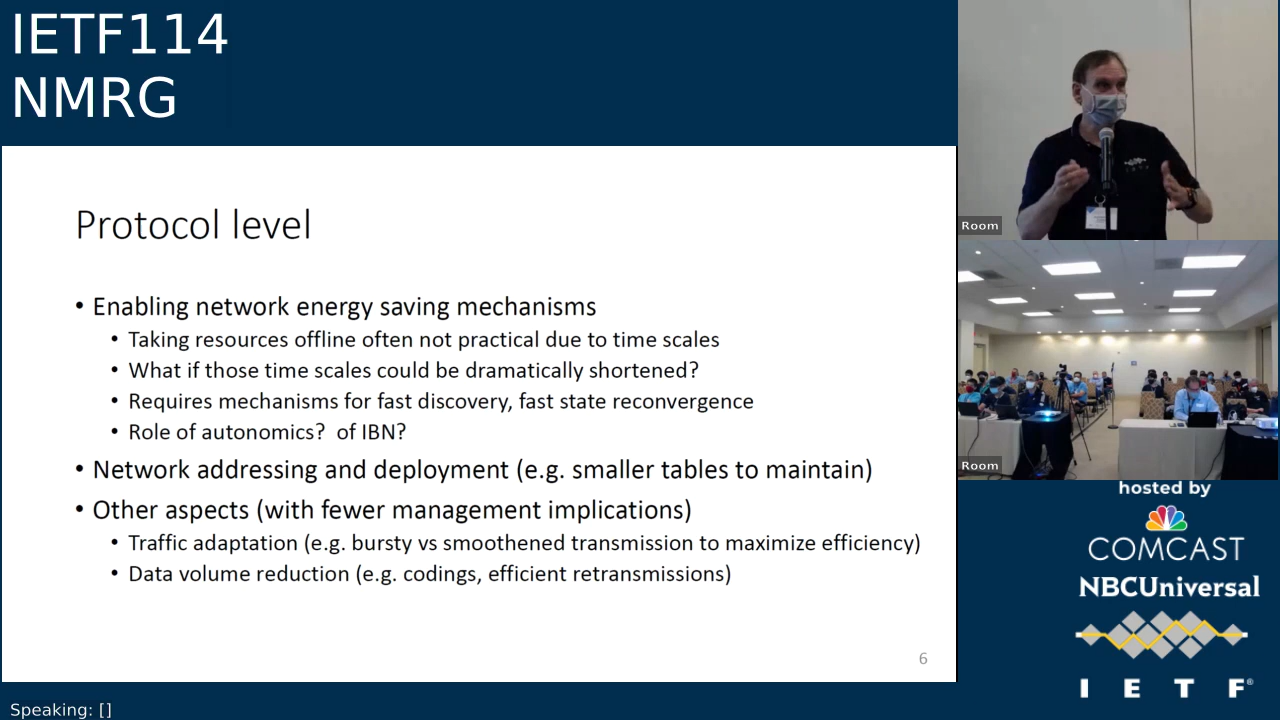 IETF114
NMRG
Protocol level
• Enabling network energy saving mechanisms
• Taking resources offline often not practical due to time scales
• What if those time scales could be dramatically shortened?
• Requires mechanisms for fast discovery, fast state reconvergence
• Role of autonomics?  of IBN?
• Network addressing and deployment (e.g. smaller tables to maintain)
• Other aspects (with fewer management implications)
• Traffic adaptation (e.g. bursty vs smoothened transmission to maximize efficiency)
• Data volume reduction (e.g. codings, efficient retransmissions)
6
Speaking: []
Room
I E T F
Room
hosted by
COMCAST
NBCUniversal
I E T F®